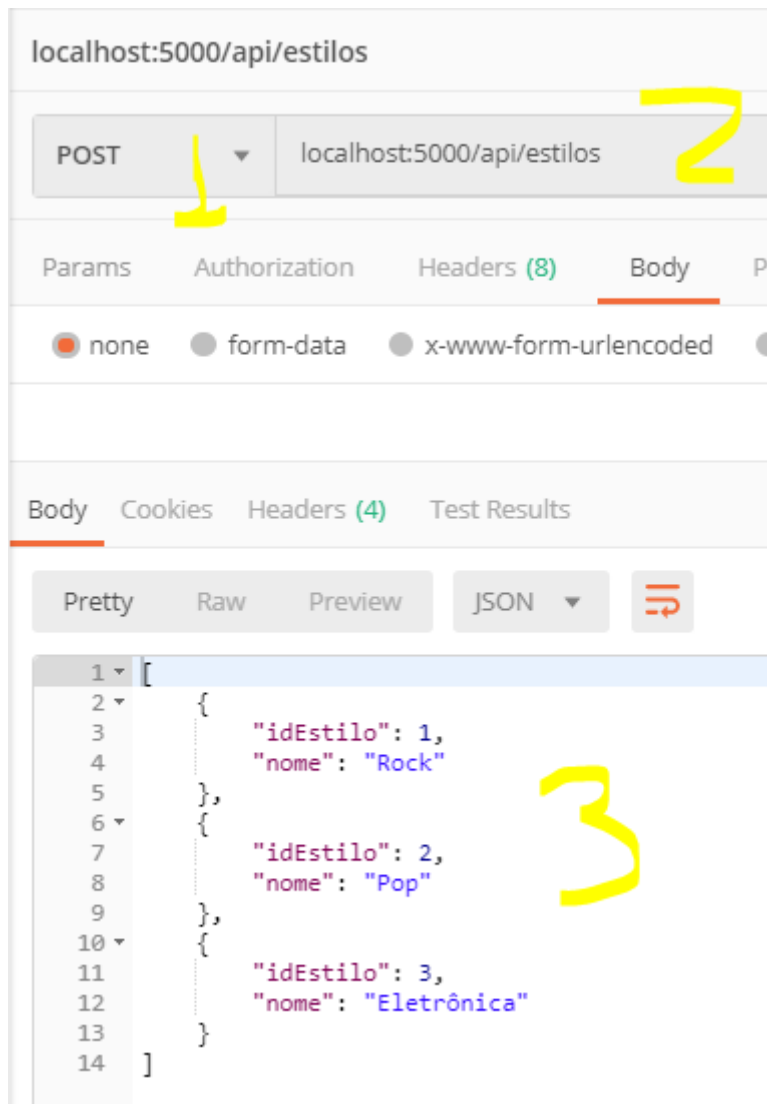 localhost:5000/api/estilos
POST 1 localhost:5000/api/estilos 2
Params Authorization Headers (8) Body P
none form-data x-www-form-urlencoded
Body Cookies Headers (4) Test Results
Pretty Raw Preview JSON
1 [
2 {
3 "idEstilo": 1,
4 "nome": "Rock"
5 },
6 {
7 "idEstilo": 2,
8 "nome": "Pop"
9 },
10 {
11 "idEstilo": 3,
12 "nome": "Eletrônica"
13 }
14 ]
3